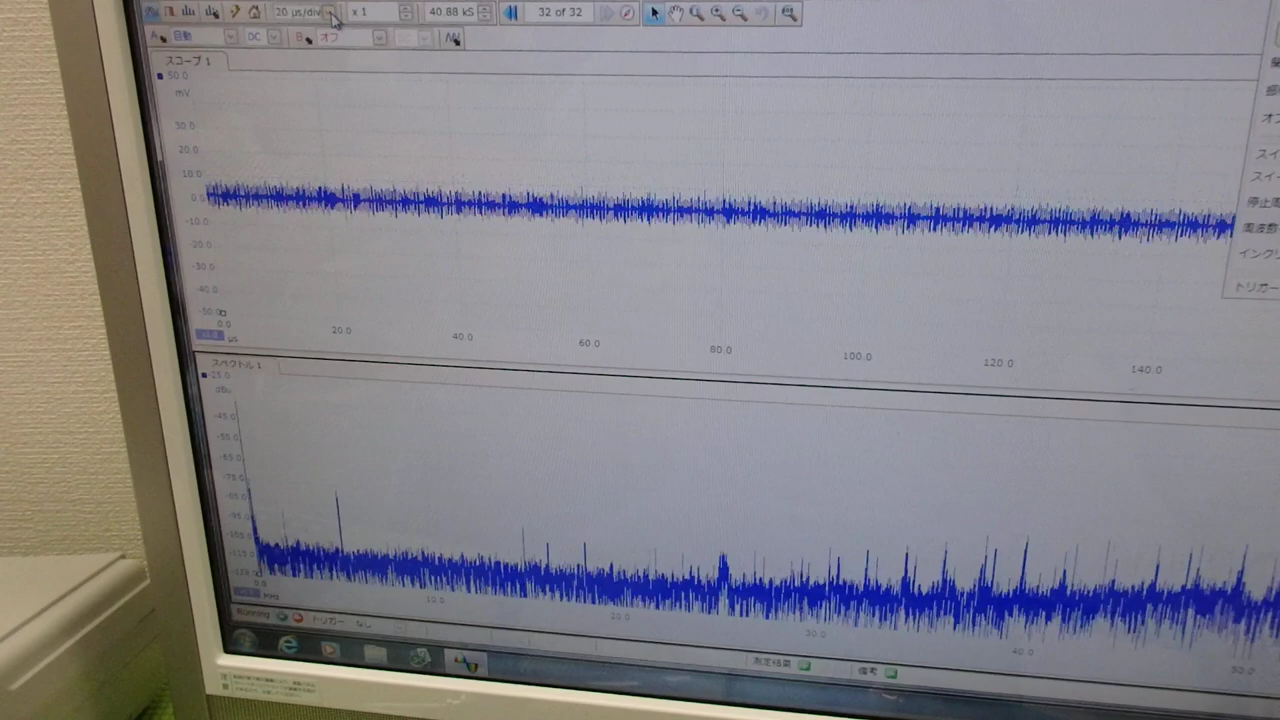 20 µs/div x 1 40.88 kS 32 of 32
A 自動 DC B オフ
スコープ 1
50.0
mV
30.0
20.0
10.0
0.0
-10.0
-20.0
-30.0
-40.0
-50.0
0.0 20.0 40.0 60.0 80.0 100.0 120.0 140.0
µs
オフ
スイ
スイー
停止周
周波数
インクリ
トリガー
スペクトル 1
-25.0
dBu
-45.0
-55.0
-65.0
-75.0
-85.0
-95.0
-105.0
-115.0
0.0 10.0 20.0 30.0 40.0 50.0
MHz
Running トリガー なし
測定結果 備考